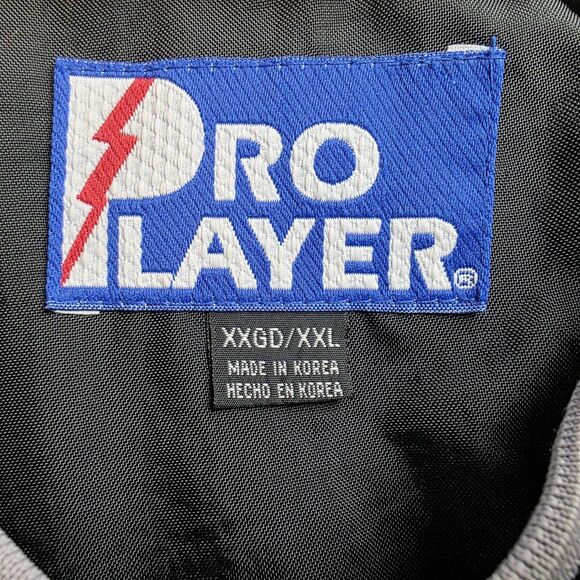 PRO
PLAYER®
XXGD/XXL
MADE IN KOREA
HECHO EN KOREA